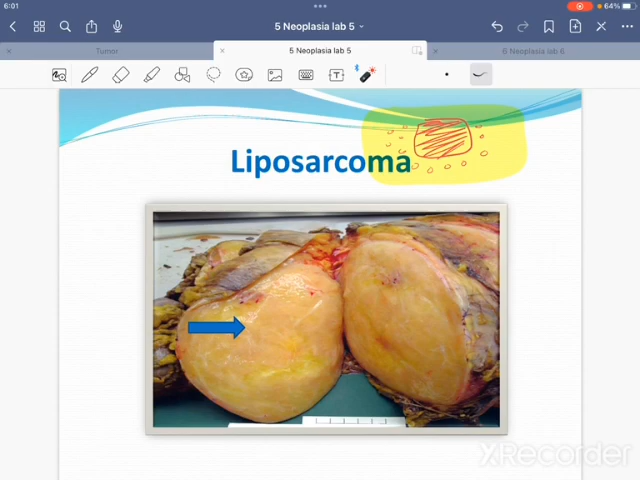 6:01
64%
5 Neoplasia lab 5
Tumor
5 Neoplasia lab 5
6 Neoplasia lab 6
Liposarcoma
XRecorder